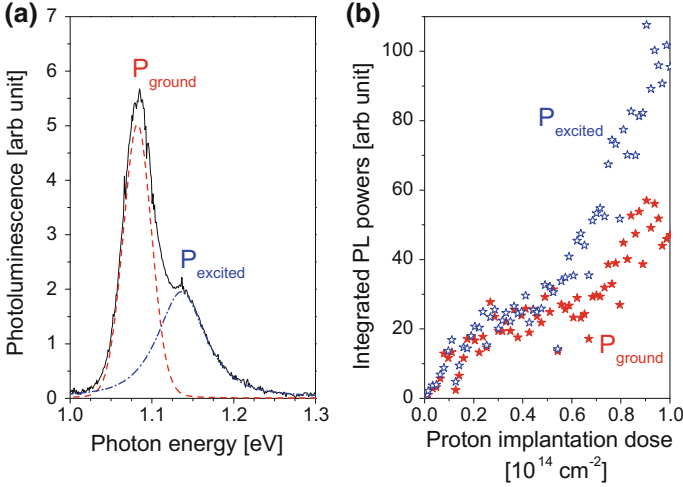 (a)
7
6
5
4
3
2
1
0
Photoluminescence [arb unit]
P ground
P excited
1.0
1.1
1.2
1.3
Photon energy [eV]
(b)
100
80
60
40
20
0
Integrated PL powers [arb unit]
P excited
P ground
0.0
0.2
0.4
0.6
0.8
1.0
Proton implantation dose
[10^14 cm^-2]